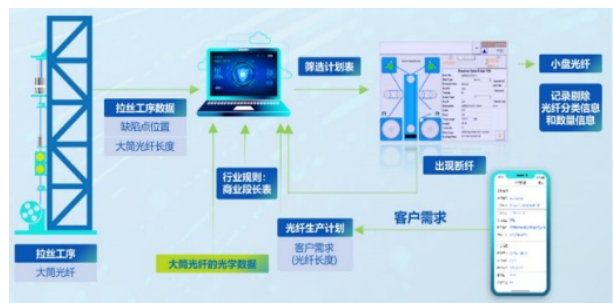 筛选计划表
小盘光纤
记录剔除
光纤分类信息
和数量信息
拉丝工序数据
缺陷点位置
大筒光纤长度
行业规则：
商业段长表
出现断纤
客户需求
光纤生产计划
客户需求
(光纤长度)
拉丝工序
大筒光纤
大筒光纤的光学数据